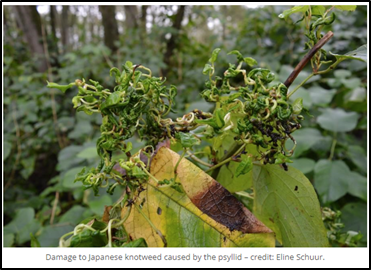 Damage to Japanese knotweed caused by the psyllid – credit: Eline Schuur.